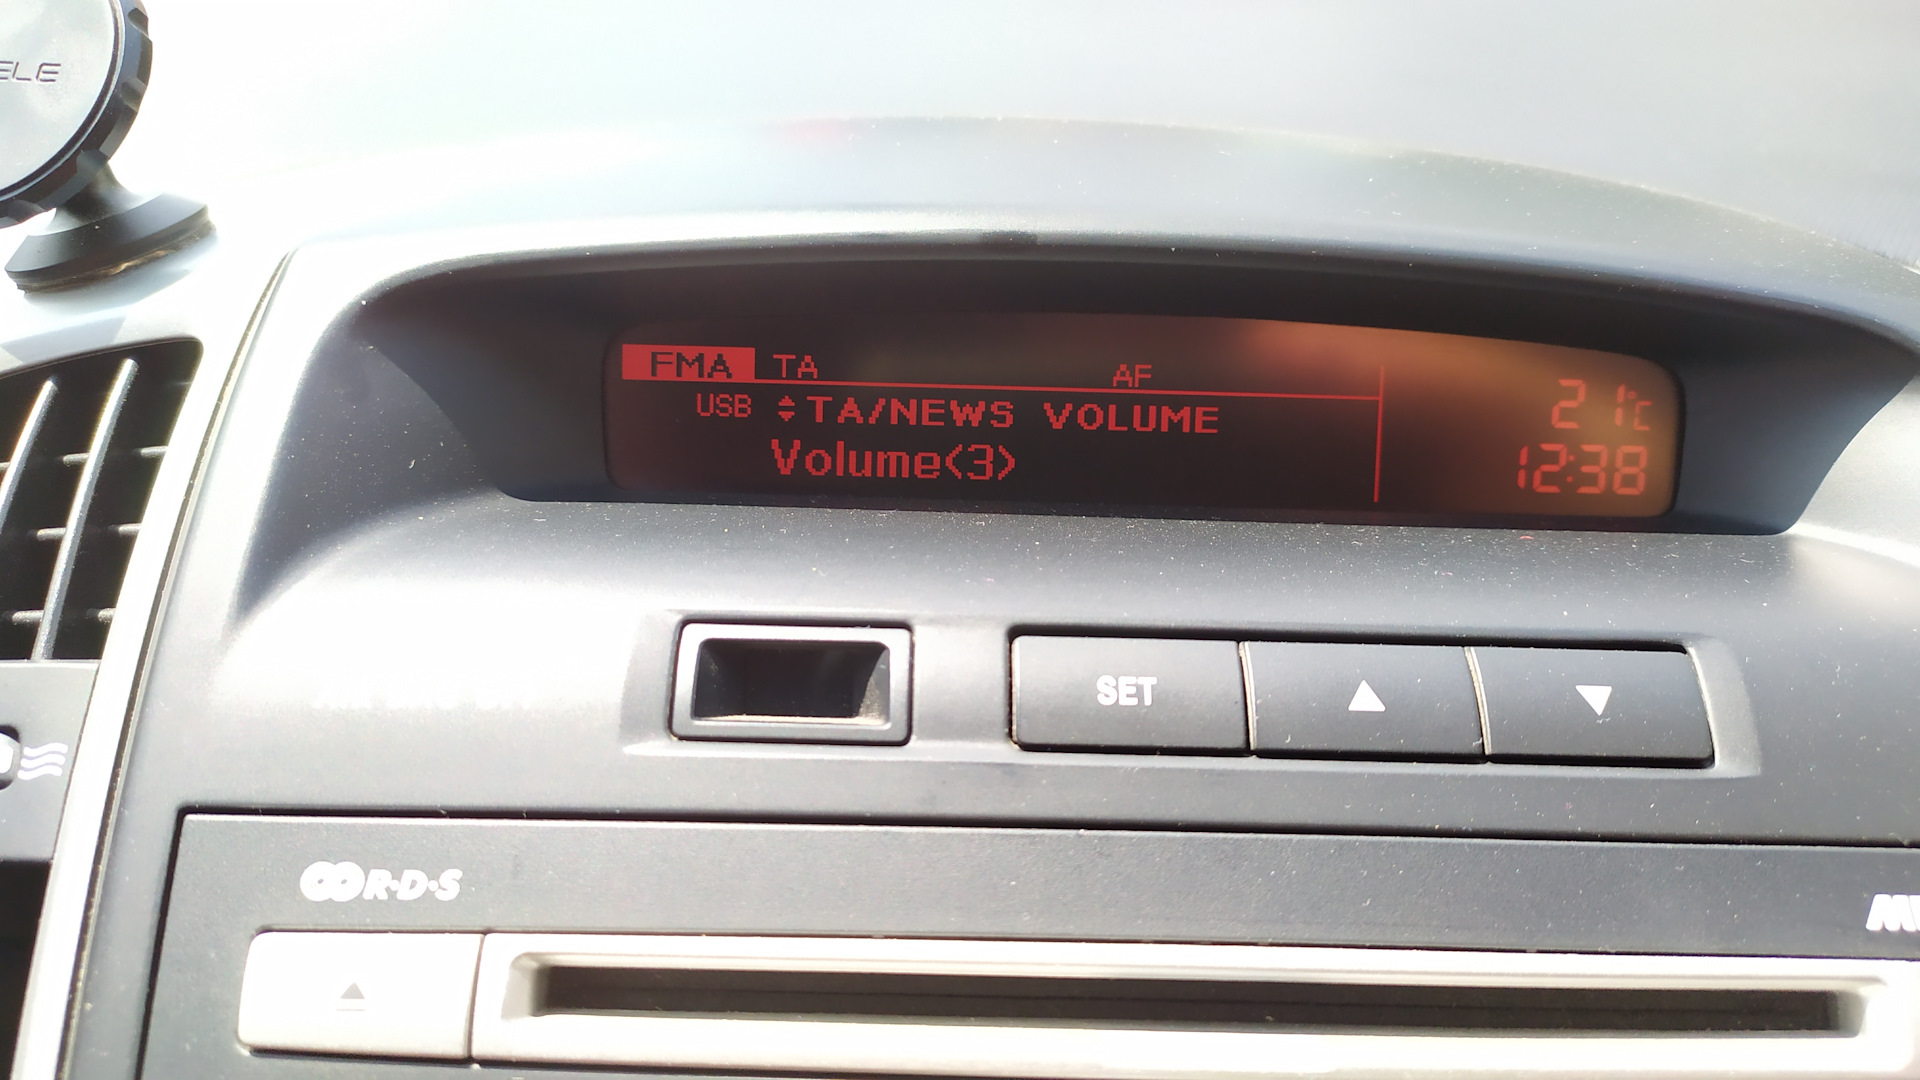 ELE
FMA TA AF
USB TA/NEWS VOLUME
Volume<3>
21°C
12:38
SET
R·D·S